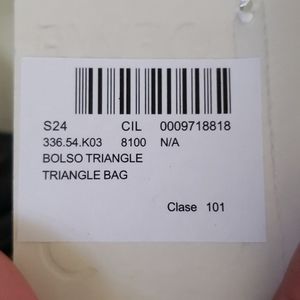 S24 CIL 0009718818
336.54.K03 8100 N/A
BOLSO TRIANGLE
TRIANGLE BAG
Clase 101